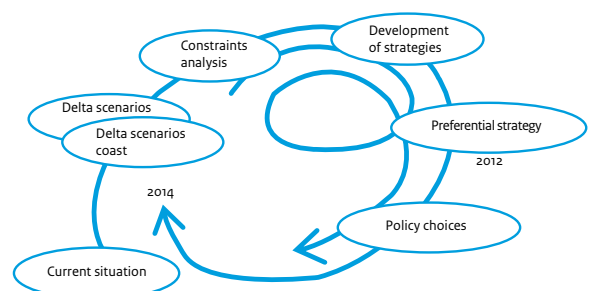 Development
of strategies
Constraints
analysis
Delta scenarios
Delta scenarios
coast
Preferential strategy
2012
2014
Policy choices
Current situation